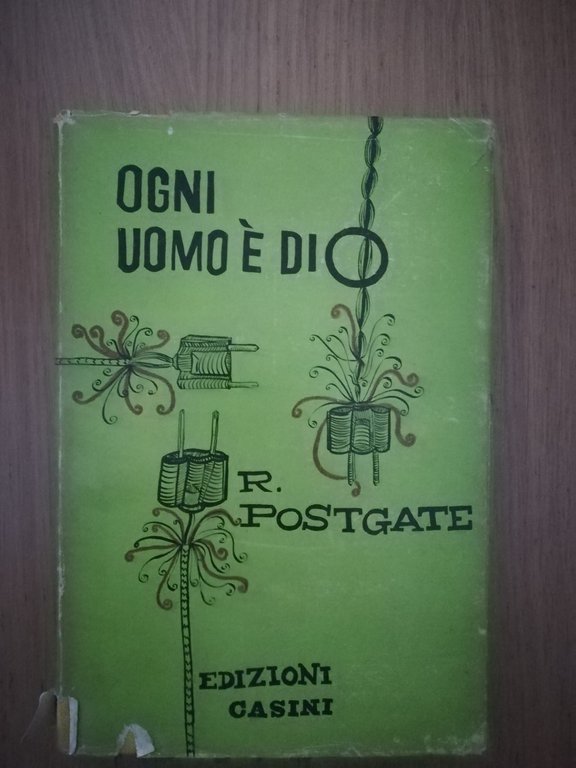 OGNI
UOMO È DIO
R.
POSTGATE
EDIZIONI
CASINI